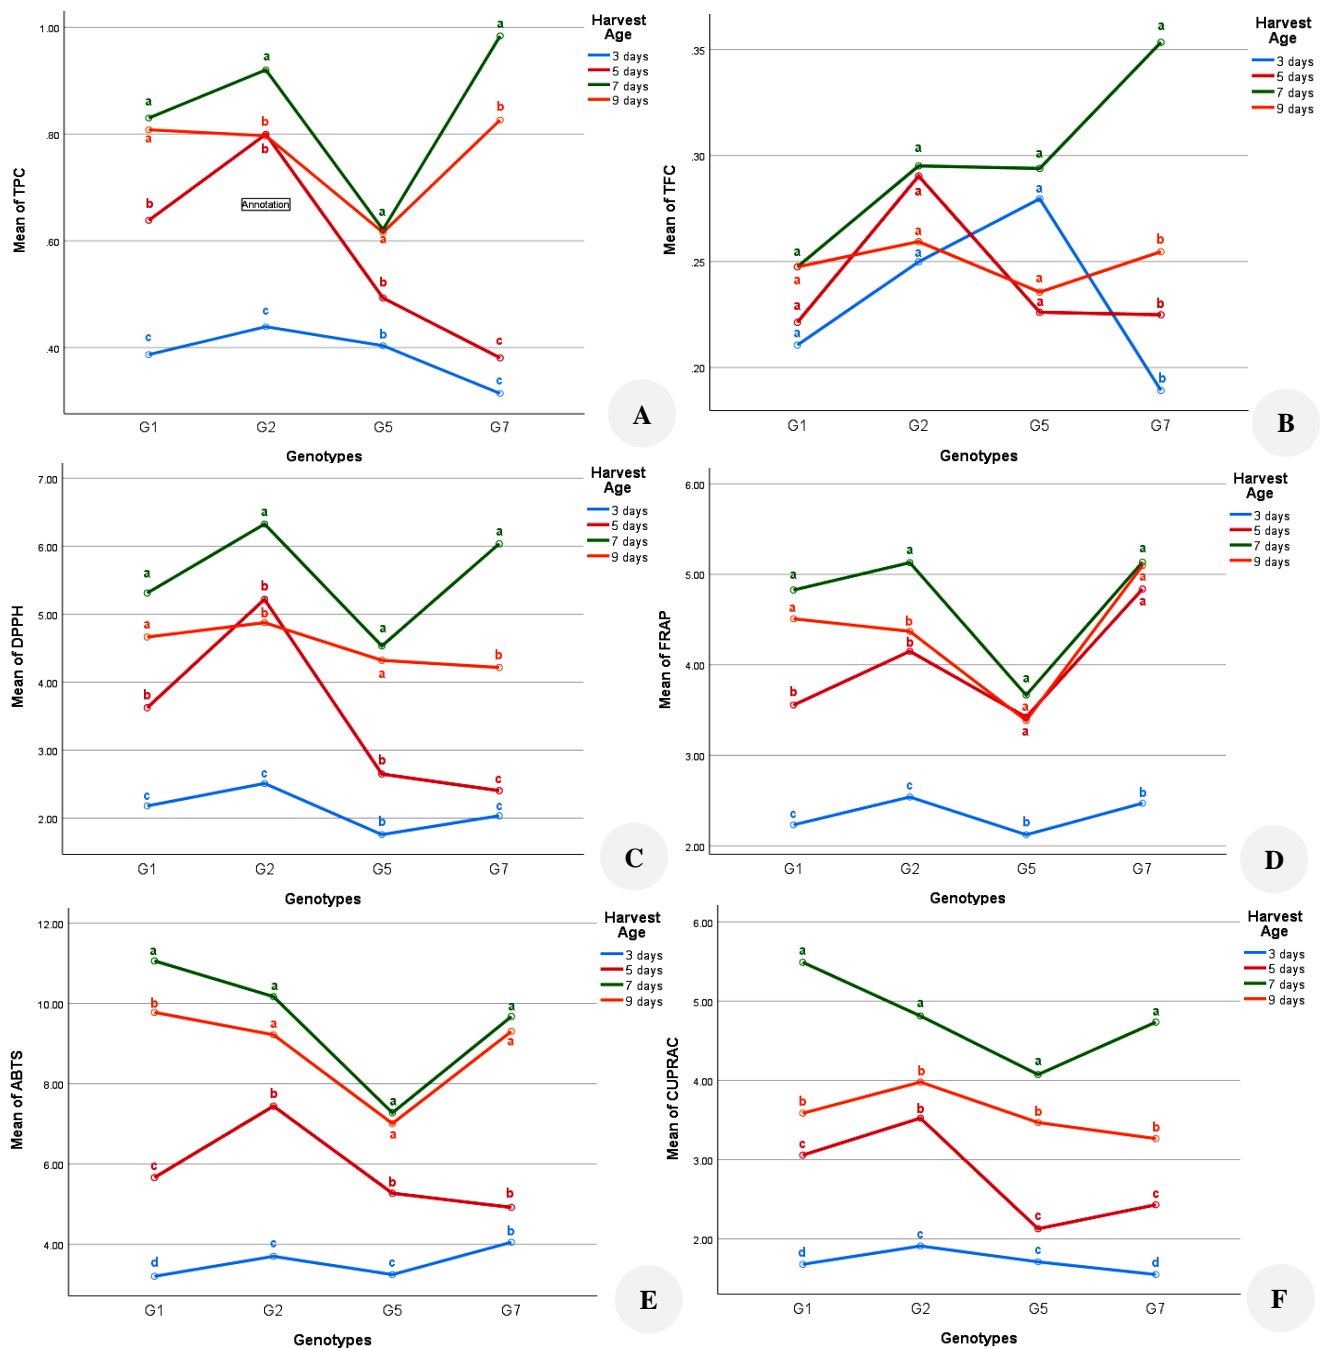 Harvest
Age
3 days
5 days
7 days
9 days
1.00
.80
.60
.40
Mean of TPC
a
a
a
a
a
b
b
b
b
b
a
a
b
c
c
c
b
c
Annotation
G1
G2
G5
G7
Genotypes
A
Harvest
Age
3 days
5 days
7 days
9 days
.35
.30
.25
.20
Mean of TFC
a
a
a
a
a
a
a
b
a
a
a
a
a
b
a
b
G1
G2
G5
G7
Genotypes
B
Harvest
Age
3 days
5 days
7 days
9 days
7.00
6.00
5.00
4.00
3.00
2.00
Mean of DPPH
a
a
a
a
a
b
b
b
a
b
b
c
c
c
b
c
G1
G2
G5
G7
Genotypes
C
Harvest
Age
3 days
5 days
7 days
9 days
6.00
5.00
4.00
3.00
2.00
Mean of FRAP
a
a
a
a
a
b
a
a
b
b
a
a
c
c
b
b
G1
G2
G5
G7
Genotypes
D
Harvest
Age
3 days
5 days
7 days
9 days
12.00
10.00
8.00
6.00
4.00
Mean of ABTS
a
a
a
a
b
a
a
a
c
b
b
b
d
c
c
b
G1
G2
G5
G7
Genotypes
E
Harvest
Age
3 days
5 days
7 days
9 days
6.00
5.00
4.00
3.00
2.00
Mean of CUPRAC
a
a
a
a
b
b
b
b
c
b
c
c
d
c
c
d
G1
G2
G5
G7
Genotypes
F